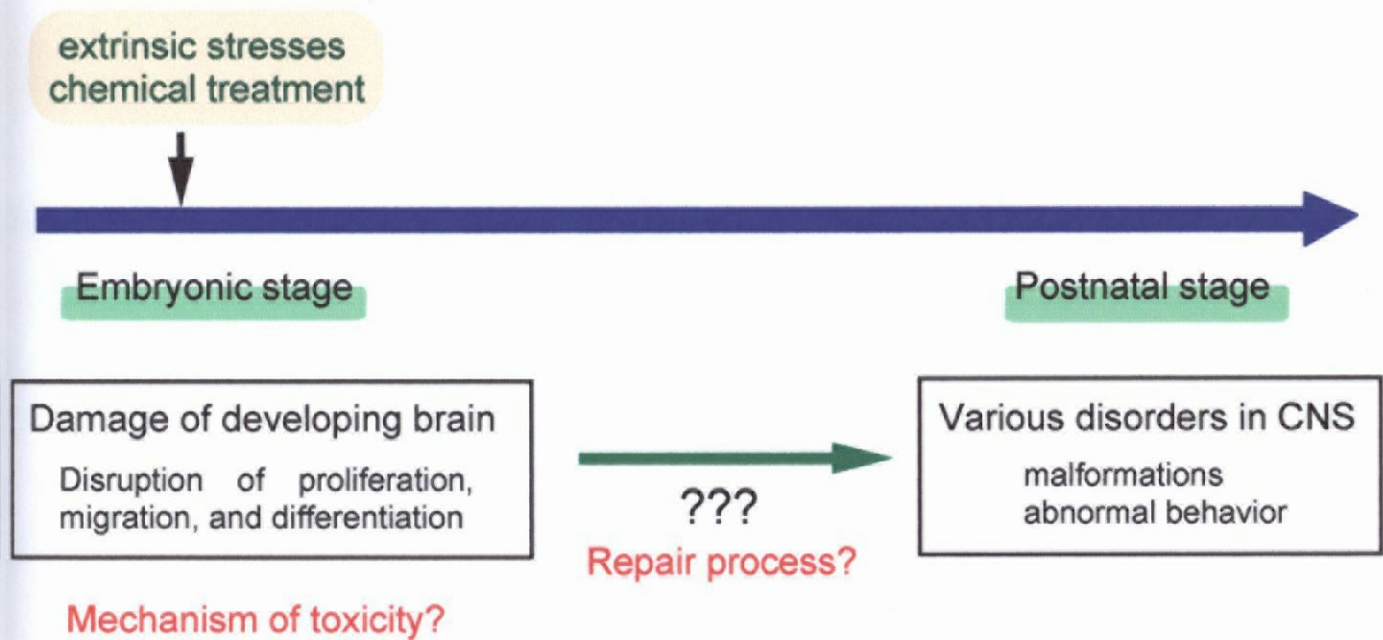 extrinsic stresses
chemical treatment
Embryonic stage
Postnatal stage
Damage of developing brain
Disruption of proliferation,
migration, and differentiation
???
Repair process?
Various disorders in CNS
malformations
abnormal behavior
Mechanism of toxicity?